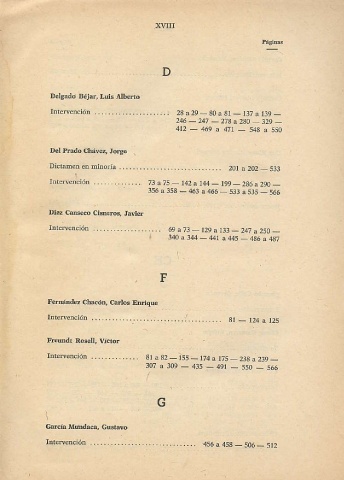 XVIII
Páginas
D
Delgado Béjar, Luis Alberto
Intervención ........................ 28 a 29 — 80 a 81 — 137 a 139 —
246 — 247 — 278 a 280 — 329 —
412 — 469 a 471 — 548 a 550
Del Prado Chávez, Jorge
Dictamen en minoría ................................ 201 a 202 — 533
Intervención ................ 73 a 75 — 142 a 144 — 199 — 286 a 290 —
356 a 358 — 463 a 466 — 533 a 535 — 566
Diez Canseco Cisneros, Javier
Intervención ..................... 69 a 73 — 129 a 133 — 247 a 250 —
340 a 344 — 441 a 445 — 486 a 487
F
Fernández Chacón, Carlos Enrique
Intervención ........................................ 81 — 124 a 125
Freundt Rosell, Víctor
Intervención ............... 81 a 82 — 155 — 174 a 175 — 238 a 239 —
307 a 309 — 435 — 491 — 550 — 566
G
García Mundaca, Gustavo
Intervención ................................ 456 a 458 — 506 — 512